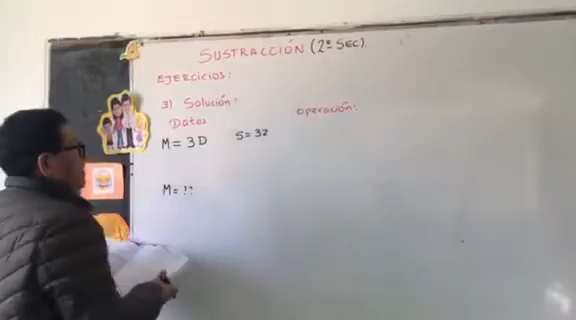 SUSTRACCIÓN (2º SEC).
EJERCICIOS:
3) Solución:
Datos
operación:
M = 3D S = 32
M = ??